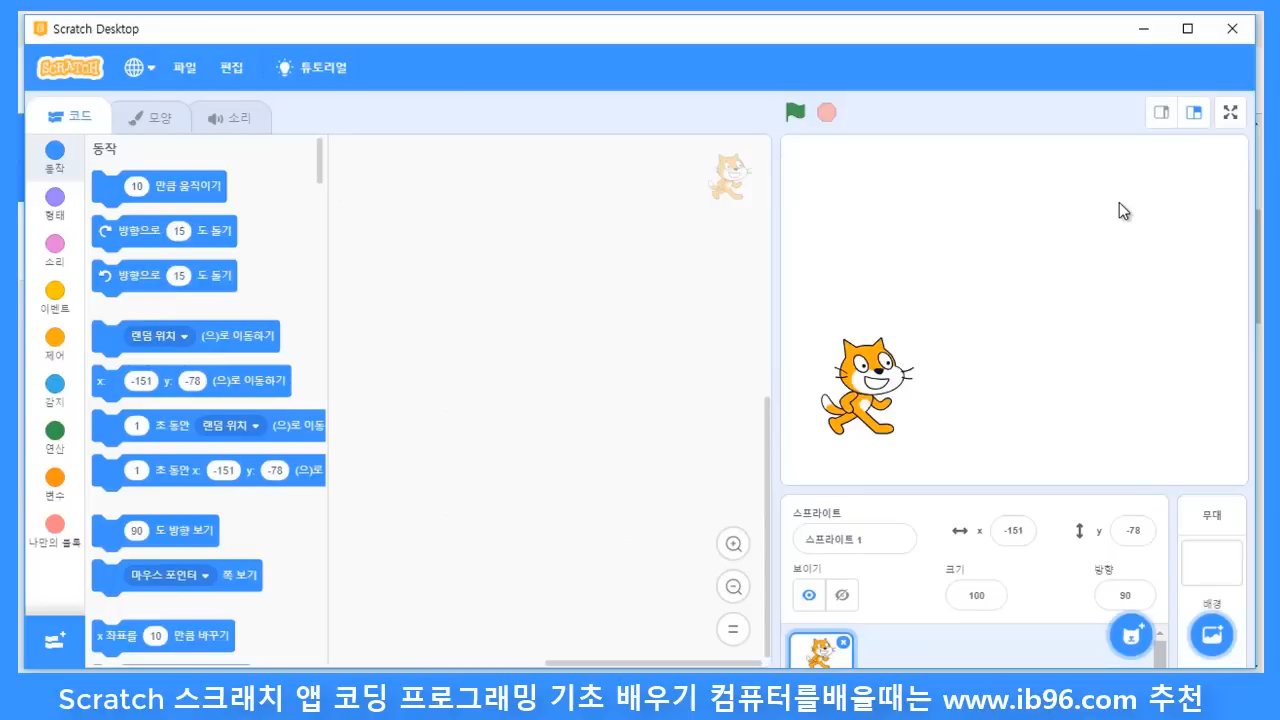 Scratch Desktop
SCRATCH
파일 편집 튜토리얼
코드 모양 소리
동작
형태
소리
이벤트
제어
감지
연산
변수
나만의 블록
동작
10 만큼 움직이기
방향으로 15 도 돌기
방향으로 15 도 돌기
랜덤 위치 (으)로 이동하기
x: -151 y: -78 (으)로 이동하기
1 초 동안 랜덤 위치 (으)로 이동
1 초 동안 x: -151 y: -78 (으)로
90 도 방향 보기
마우스 포인터 쪽 보기
x 좌표를 10 만큼 바꾸기
스프라이트
스프라이트 1
x -151 y -78
보이기
크기 100
방향 90
무대
배경
Scratch 스크래치 앱 코딩 프로그래밍 기초 배우기 컴퓨터를배울때는 www.ib96.com 추천